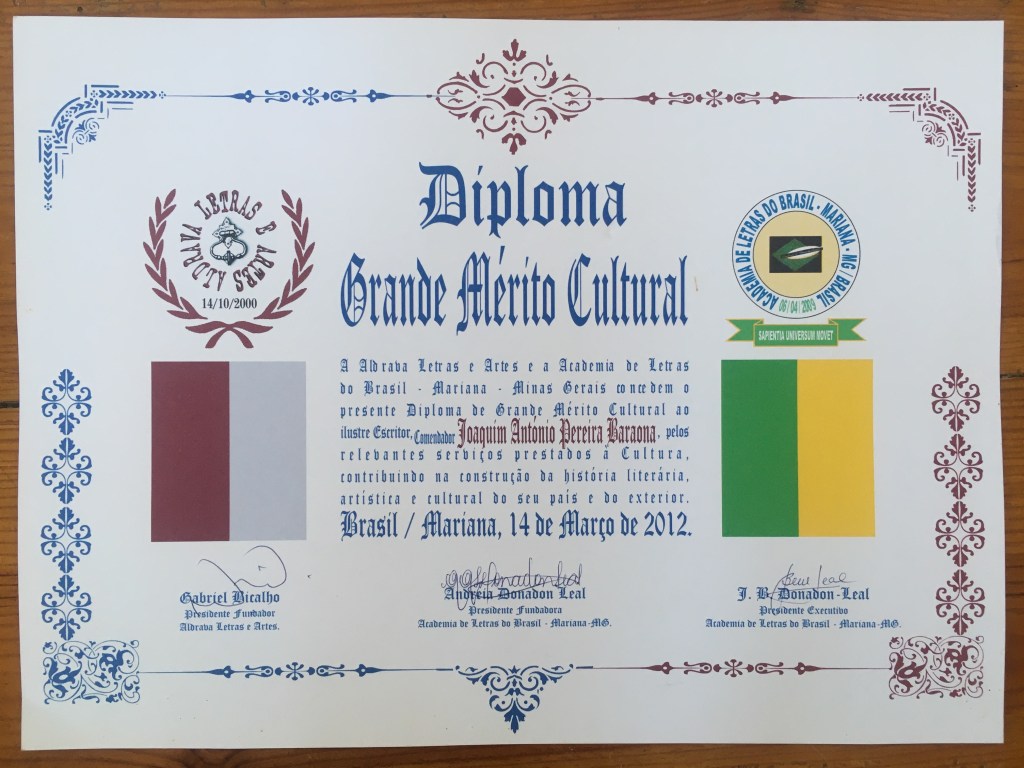 Diploma
Grande Mérito Cultural
ALDRAVA LETRAS E ARTES
14/10/2000
ACADEMIA DE LETRAS DO BRASIL - MARIANA - MG / BRASIL
SAPIENTIA UNIVERSUM MOVET
A Aldrava Letras e Artes e a Academia de Letras
do Brasil - Mariana - Minas Gerais concedem o
presente Diploma de Grande Mérito Cultural ao
ilustre Escritor, Comendador Joaquim António Pereira Baraona, pelos
relevantes serviços prestados à Cultura,
contribuindo na construção da história literária,
artística e cultural do seu país e do exterior.
Brasil / Mariana, 14 de Março de 2012.
Gabriel Bicalho
Presidente Fundador
Aldrava Letras e Artes.
Andreia Donadon Leal
Presidente Fundadora
Academia de Letras do Brasil - Mariana-MG.
J. B. Donadon-Leal
Presidente Executivo
Academia de Letras do Brasil - Mariana-MG.